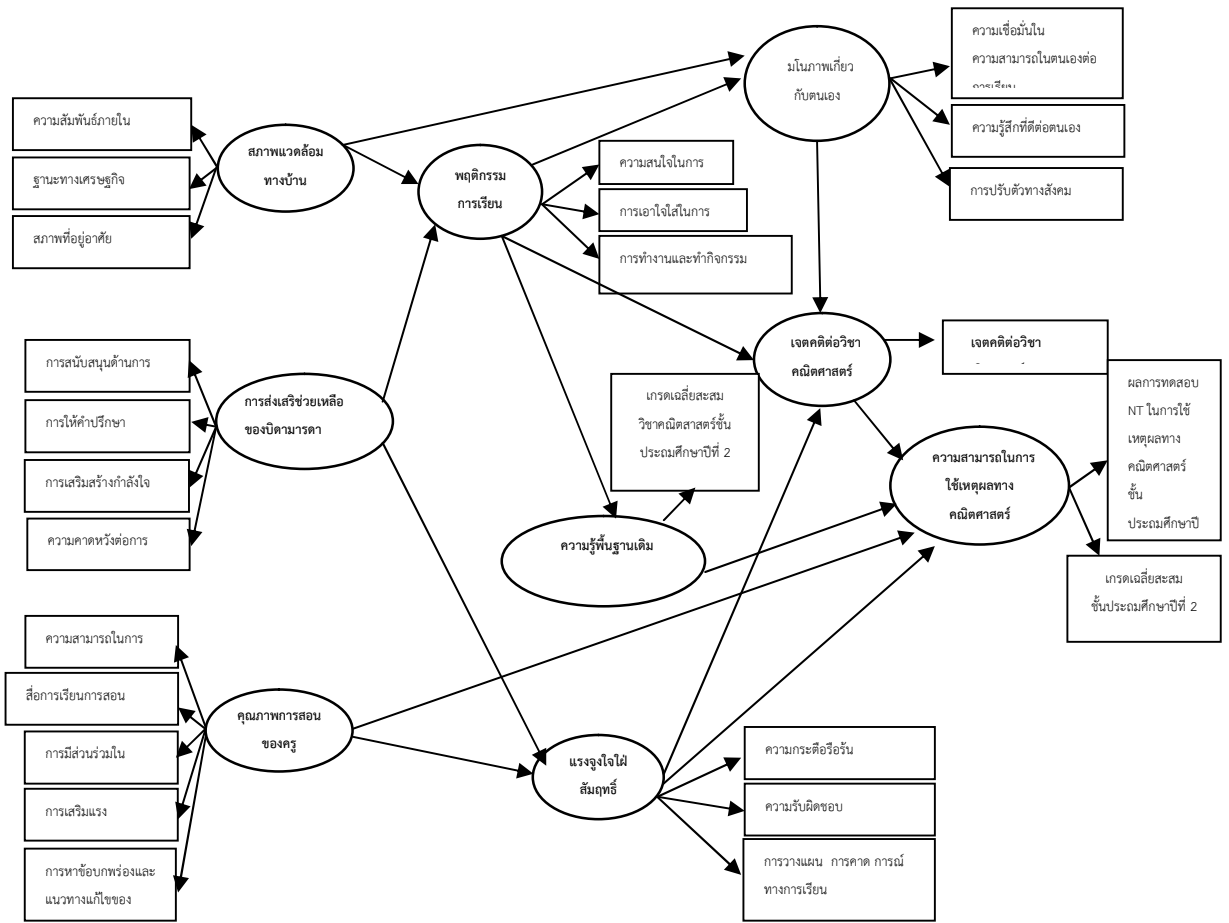 ความเชื่อมั่นใน
ความสามารถในตนเองต่อ
การเรียน
มโนภาพเกี่ยว
กับตนเอง
ความรู้สึกที่ดีต่อตนเอง
การปรับตัวทางสังคม
ความสัมพันธ์ภายใน
ฐานะทางเศรษฐกิจ
สภาพที่อยู่อาศัย
สภาพแวดล้อม
ทางบ้าน
พฤติกรรม
การเรียน
ความสนใจในการ
การเอาใจใส่ในการ
การทำงานและทำกิจกรรม
การสนับสนุนด้านการ
การให้คำปรึกษา
การเสริมสร้างกำลังใจ
ความคาดหวังต่อการ
การส่งเสริช่วยเหลือ
ของบิดามารดา
เจตคติต่อวิชา
คณิตศาสตร์
เจตคติต่อวิชา
เกรดเฉลี่ยสะสม
วิชาคณิตสาสตร์ชั้น
ประถมศึกษาปีที่ 2
ความรู้พื้นฐานเดิม
ความสามารถในการ
ใช้เหตุผลทาง
คณิตศาสตร์
ผลการทดสอบ
NT ในการใช้
เหตุผลทาง
คณิตศาสตร์
ชั้น
ประถมศึกษาปี
เกรดเฉลี่ยสะสม
ชั้นประถมศึกษาปีที่ 2
ความสามารถในการ
สื่อการเรียนการสอน
การมีส่วนร่วมใน
การเสริมแรง
การหาข้อบกพร่องและ
แนวทางแก้ไขของ
คุณภาพการสอน
ของครู
แรงจูงใจใฝ่
สัมฤทธิ์
ความกระตือรือร้น
ความรับผิดชอบ
การวางแผน การคาด การณ์
ทางการเรียน